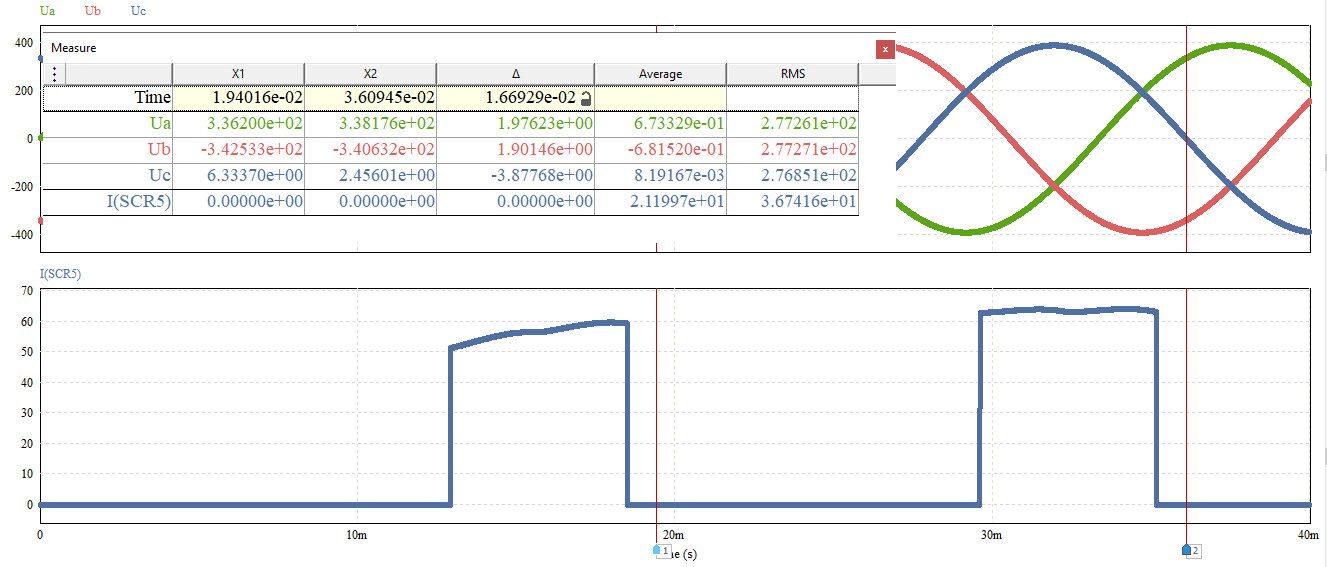 Ua Ub Uc
400
Measure
x
X1 X2 Δ Average RMS
Time 1.94016e-02 3.60945e-02 1.66929e-02
200
Ua 3.36200e+02 3.38176e+02 1.97623e+00 6.73329e-01 2.77261e+02
0
Ub -3.42533e+02 -3.40632e+02 1.90146e+00 -6.81520e-01 2.77271e+02
Uc 6.33370e+00 2.45601e+00 -3.87768e+00 8.19167e-03 2.76851e+02
-200
I(SCR5) 0.00000e+00 0.00000e+00 0.00000e+00 2.11997e+01 3.67416e+01
-400
I(SCR5)
70
60
50
40
30
20
10
0
0 10m 20m 30m 40m
1 e (s) 2